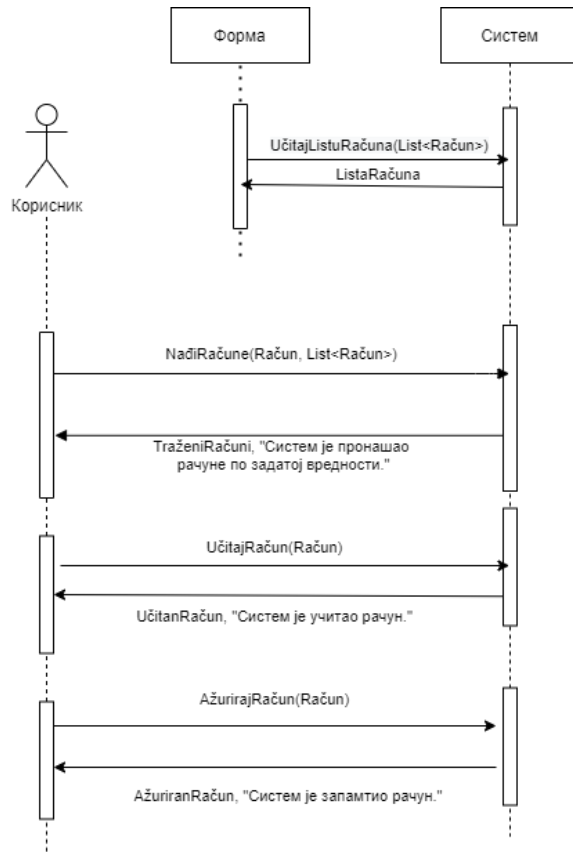 Форма
Систем
UčitajListuRačuna(List<Račun>)
ListaRačuna
Корисник
NađiRačune(Račun, List<Račun>)
TraženiRačuni, "Систем је пронашао
рачуне по задатој вредности."
UčitajRačun(Račun)
UčitanRačun, "Систем је учитао рачун."
AžurirajRačun(Račun)
AžuriranRačun, "Систем је запамтио рачун."